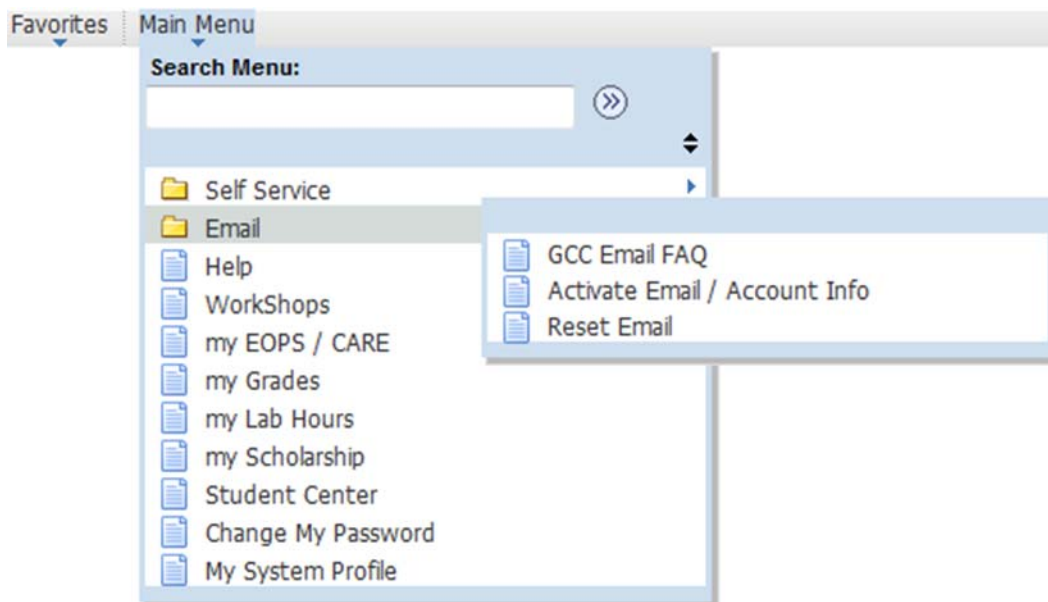 Favorites Main Menu
Search Menu:
Self Service
Email
Help
WorkShops
my EOPS / CARE
my Grades
my Lab Hours
my Scholarship
Student Center
Change My Password
My System Profile
GCC Email FAQ
Activate Email / Account Info
Reset Email